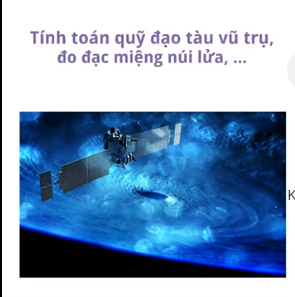 Tính toán quỹ đạo tàu vũ trụ,
đo đạc miệng núi lửa, ...
K